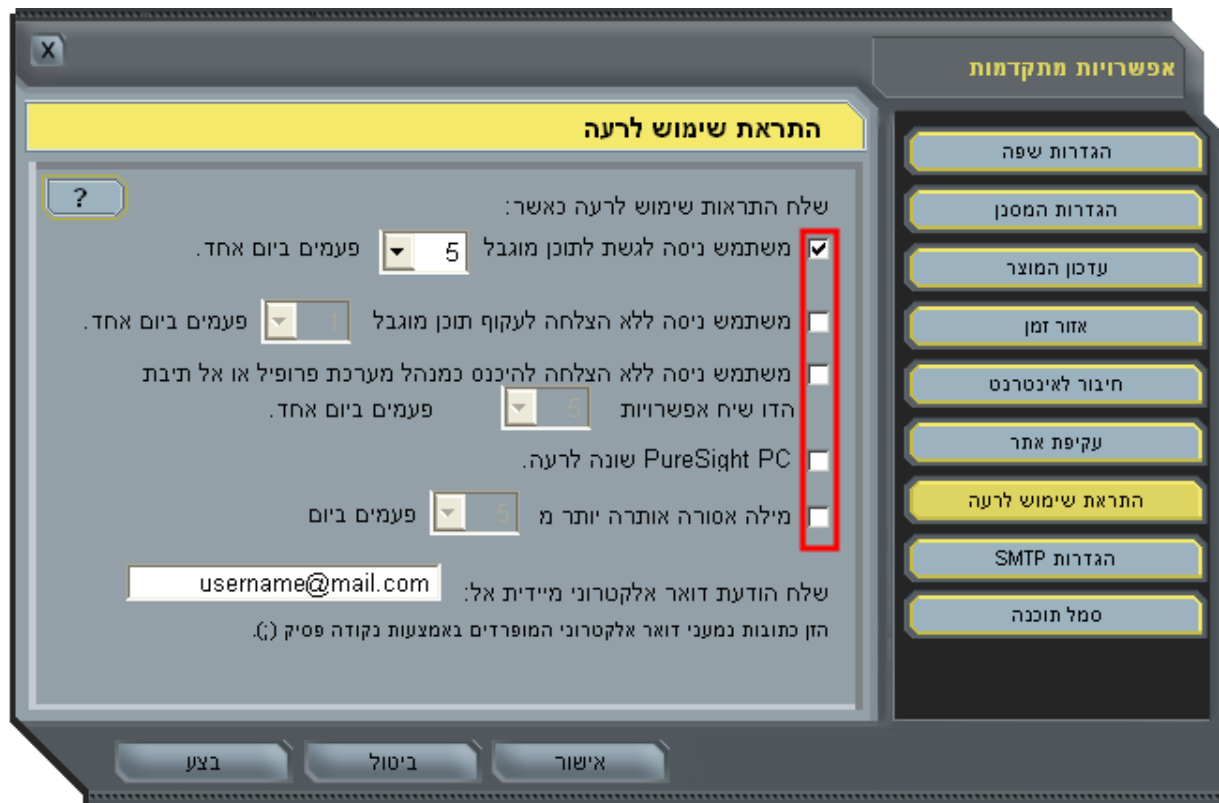 X
אפשרויות מתקדמות
התראת שימוש לרעה
?
שלח התראות שימוש לרעה כאשר:
משתמש ניסה לגשת לתוכן מוגבל 5 פעמים ביום אחד.
משתמש ניסה ללא הצלחה לעקוף תוכן מוגבל 1 פעמים ביום אחד.
משתמש ניסה ללא הצלחה להיכנס כמנהל מערכת פרופיל או אל תיבת
הדו שיח אפשרויות 5 פעמים ביום אחד.
PureSight PC שונה לרעה.
מילה אסורה אותרה יותר מ 5 פעמים ביום
שלח הודעת דואר אלקטרוני מיידית אל: username@mail.com
הזן כתובות נמעני דואר אלקטרוני המופרדים באמצעות נקודה פסיק (;).
הגדרות שפה
הגדרות המסנן
עדכון המוצר
אזור זמן
חיבור לאינטרנט
עקיפת אתר
התראת שימוש לרעה
הגדרות SMTP
סמל תוכנה
אישור
ביטול
בצע